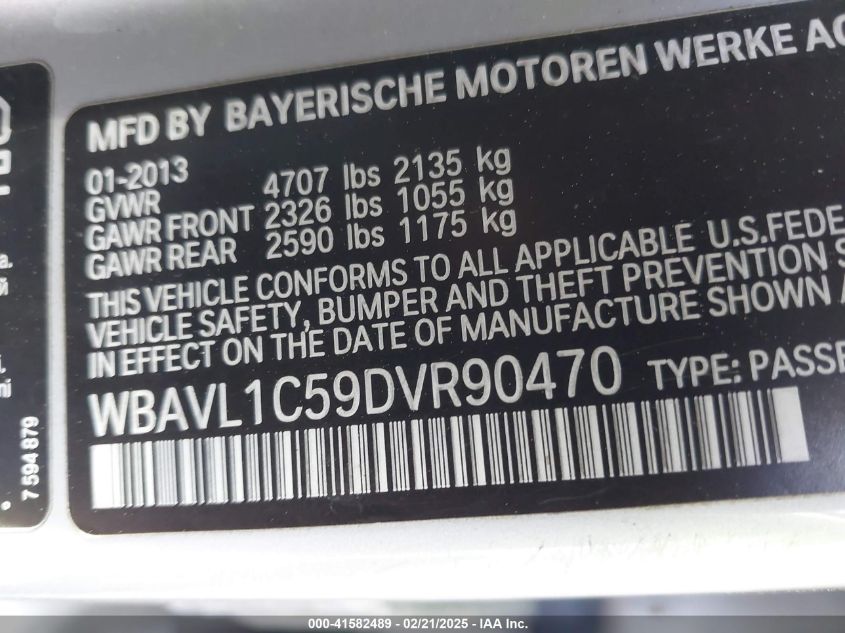 MFD BY BAYERISCHE MOTOREN WERKE AG
01-2013
GVWR 4707 lbs 2135 kg
GAWR FRONT 2326 lbs 1055 kg
GAWR REAR 2590 lbs 1175 kg
THIS VEHICLE CONFORMS TO ALL APPLICABLE U.S.FEDE
VEHICLE SAFETY, BUMPER AND THEFT PREVENTION S
IN EFFECT ON THE DATE OF MANUFACTURE SHOWN A
WBAVL1C59DVR90470 TYPE: PASSE
7 594 879
000-41582489 - 02/21/2025 - IAA Inc.